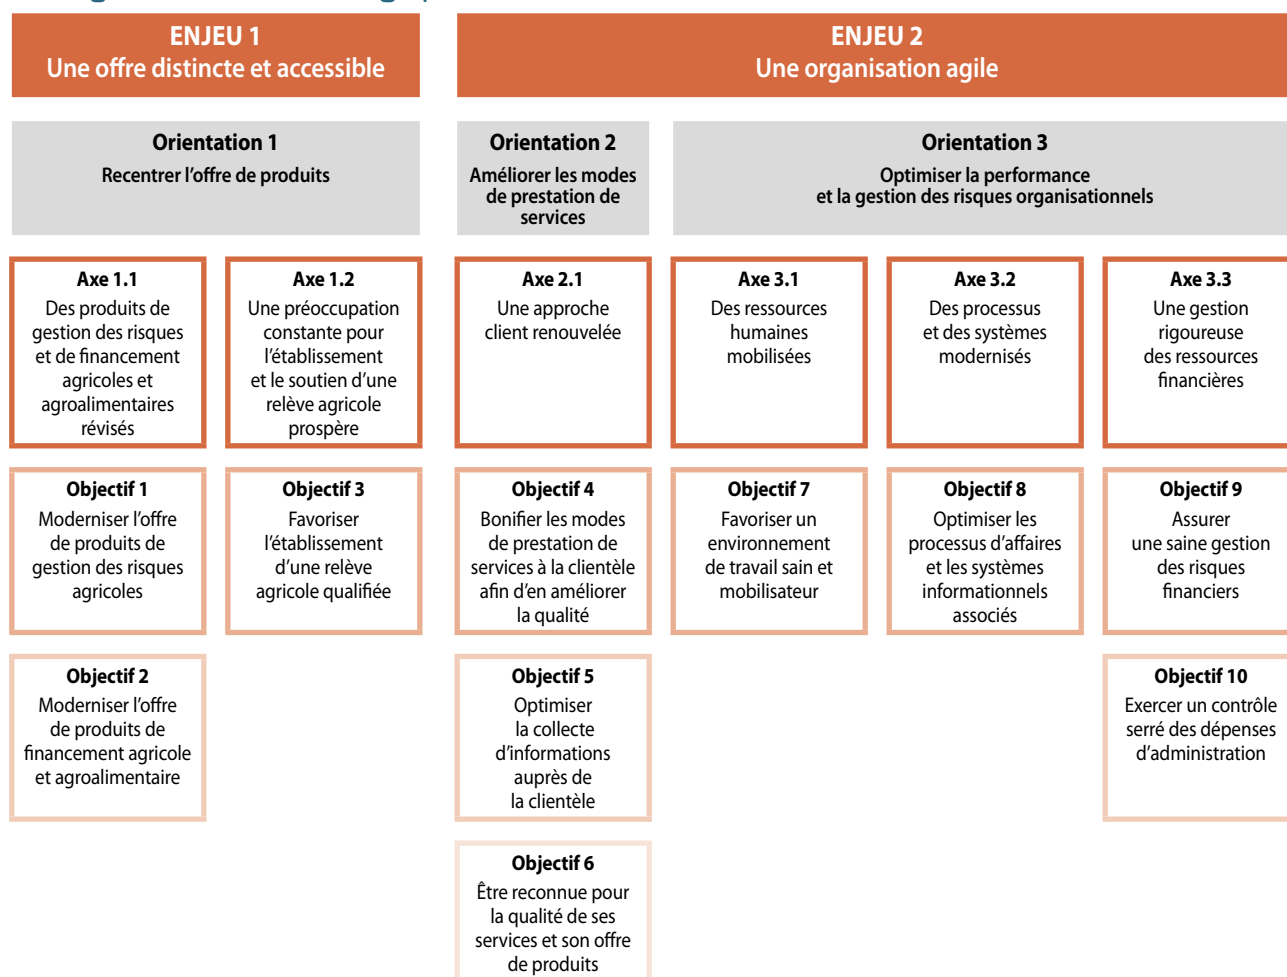 ENJEU 1
Une offre distincte et accessible
ENJEU 2
Une organisation agile
Orientation 1
Recentrer l'offre de produits
Orientation 2
Améliorer les modes
de prestation de
services
Orientation 3
Optimiser la performance
et la gestion des risques organisationnels
Axe 1.1
Des produits de
gestion des risques
et de financement
agricoles et
agroalimentaires
révisés
Axe 1.2
Une préoccupation
constante pour
l'établissement
et le soutien d'une
relève agricole
prospère
Axe 2.1
Une approche
client renouvelée
Axe 3.1
Des ressources
humaines
mobilisées
Axe 3.2
Des processus
et des systèmes
modernisés
Axe 3.3
Une gestion
rigoureuse
des ressources
financières
Objectif 1
Moderniser l'offre
de produits de
gestion des risques
agricoles
Objectif 3
Favoriser
l'établissement
d'une relève
agricole qualifiée
Objectif 4
Bonifier les modes
de prestation de
services à la clientèle
afin d'en améliorer
la qualité
Objectif 7
Favoriser un
environnement
de travail sain et
mobilisateur
Objectif 8
Optimiser les
processus d'affaires
et les systèmes
informationnels
associés
Objectif 9
Assurer
une saine gestion
des risques
financiers
Objectif 2
Moderniser l'offre
de produits de
financement agricole
et agroalimentaire
Objectif 5
Optimiser
la collecte
d'informations
auprès de
la clientèle
Objectif 10
Exercer un contrôle
serré des dépenses
d'administration
Objectif 6
Être reconnue pour
la qualité de ses
services et son offre
de produits